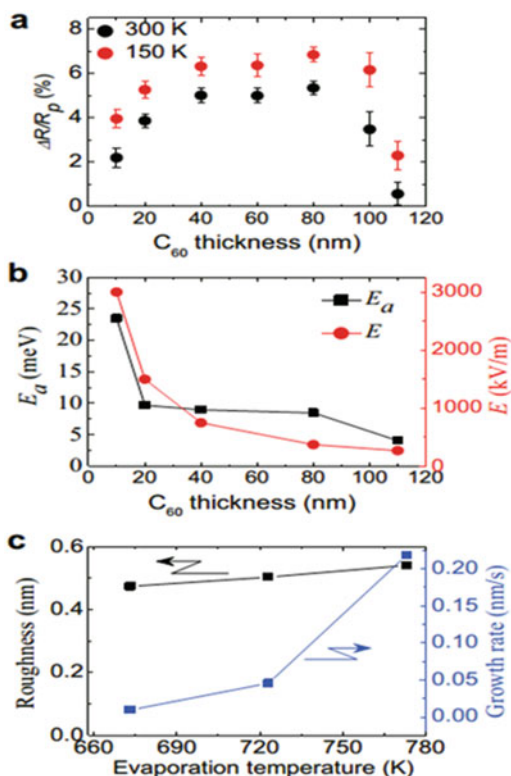 a
300 K
150 K
ΔR/Rp (%)
8
6
4
2
0
0 20 40 60 80 100 120
C60 thickness (nm)
b
Ea
E
Ea (meV)
30
25
20
15
10
5
0
E (kV/m)
3000
2000
1000
0
0 20 40 60 80 100 120
C60 thickness (nm)
c
Roughness (nm)
0.6
0.4
0.2
0.0
Growth rate (nm/s)
0.20
0.15
0.10
0.05
0.00
660 690 720 750 780
Evaporation temperature (K)